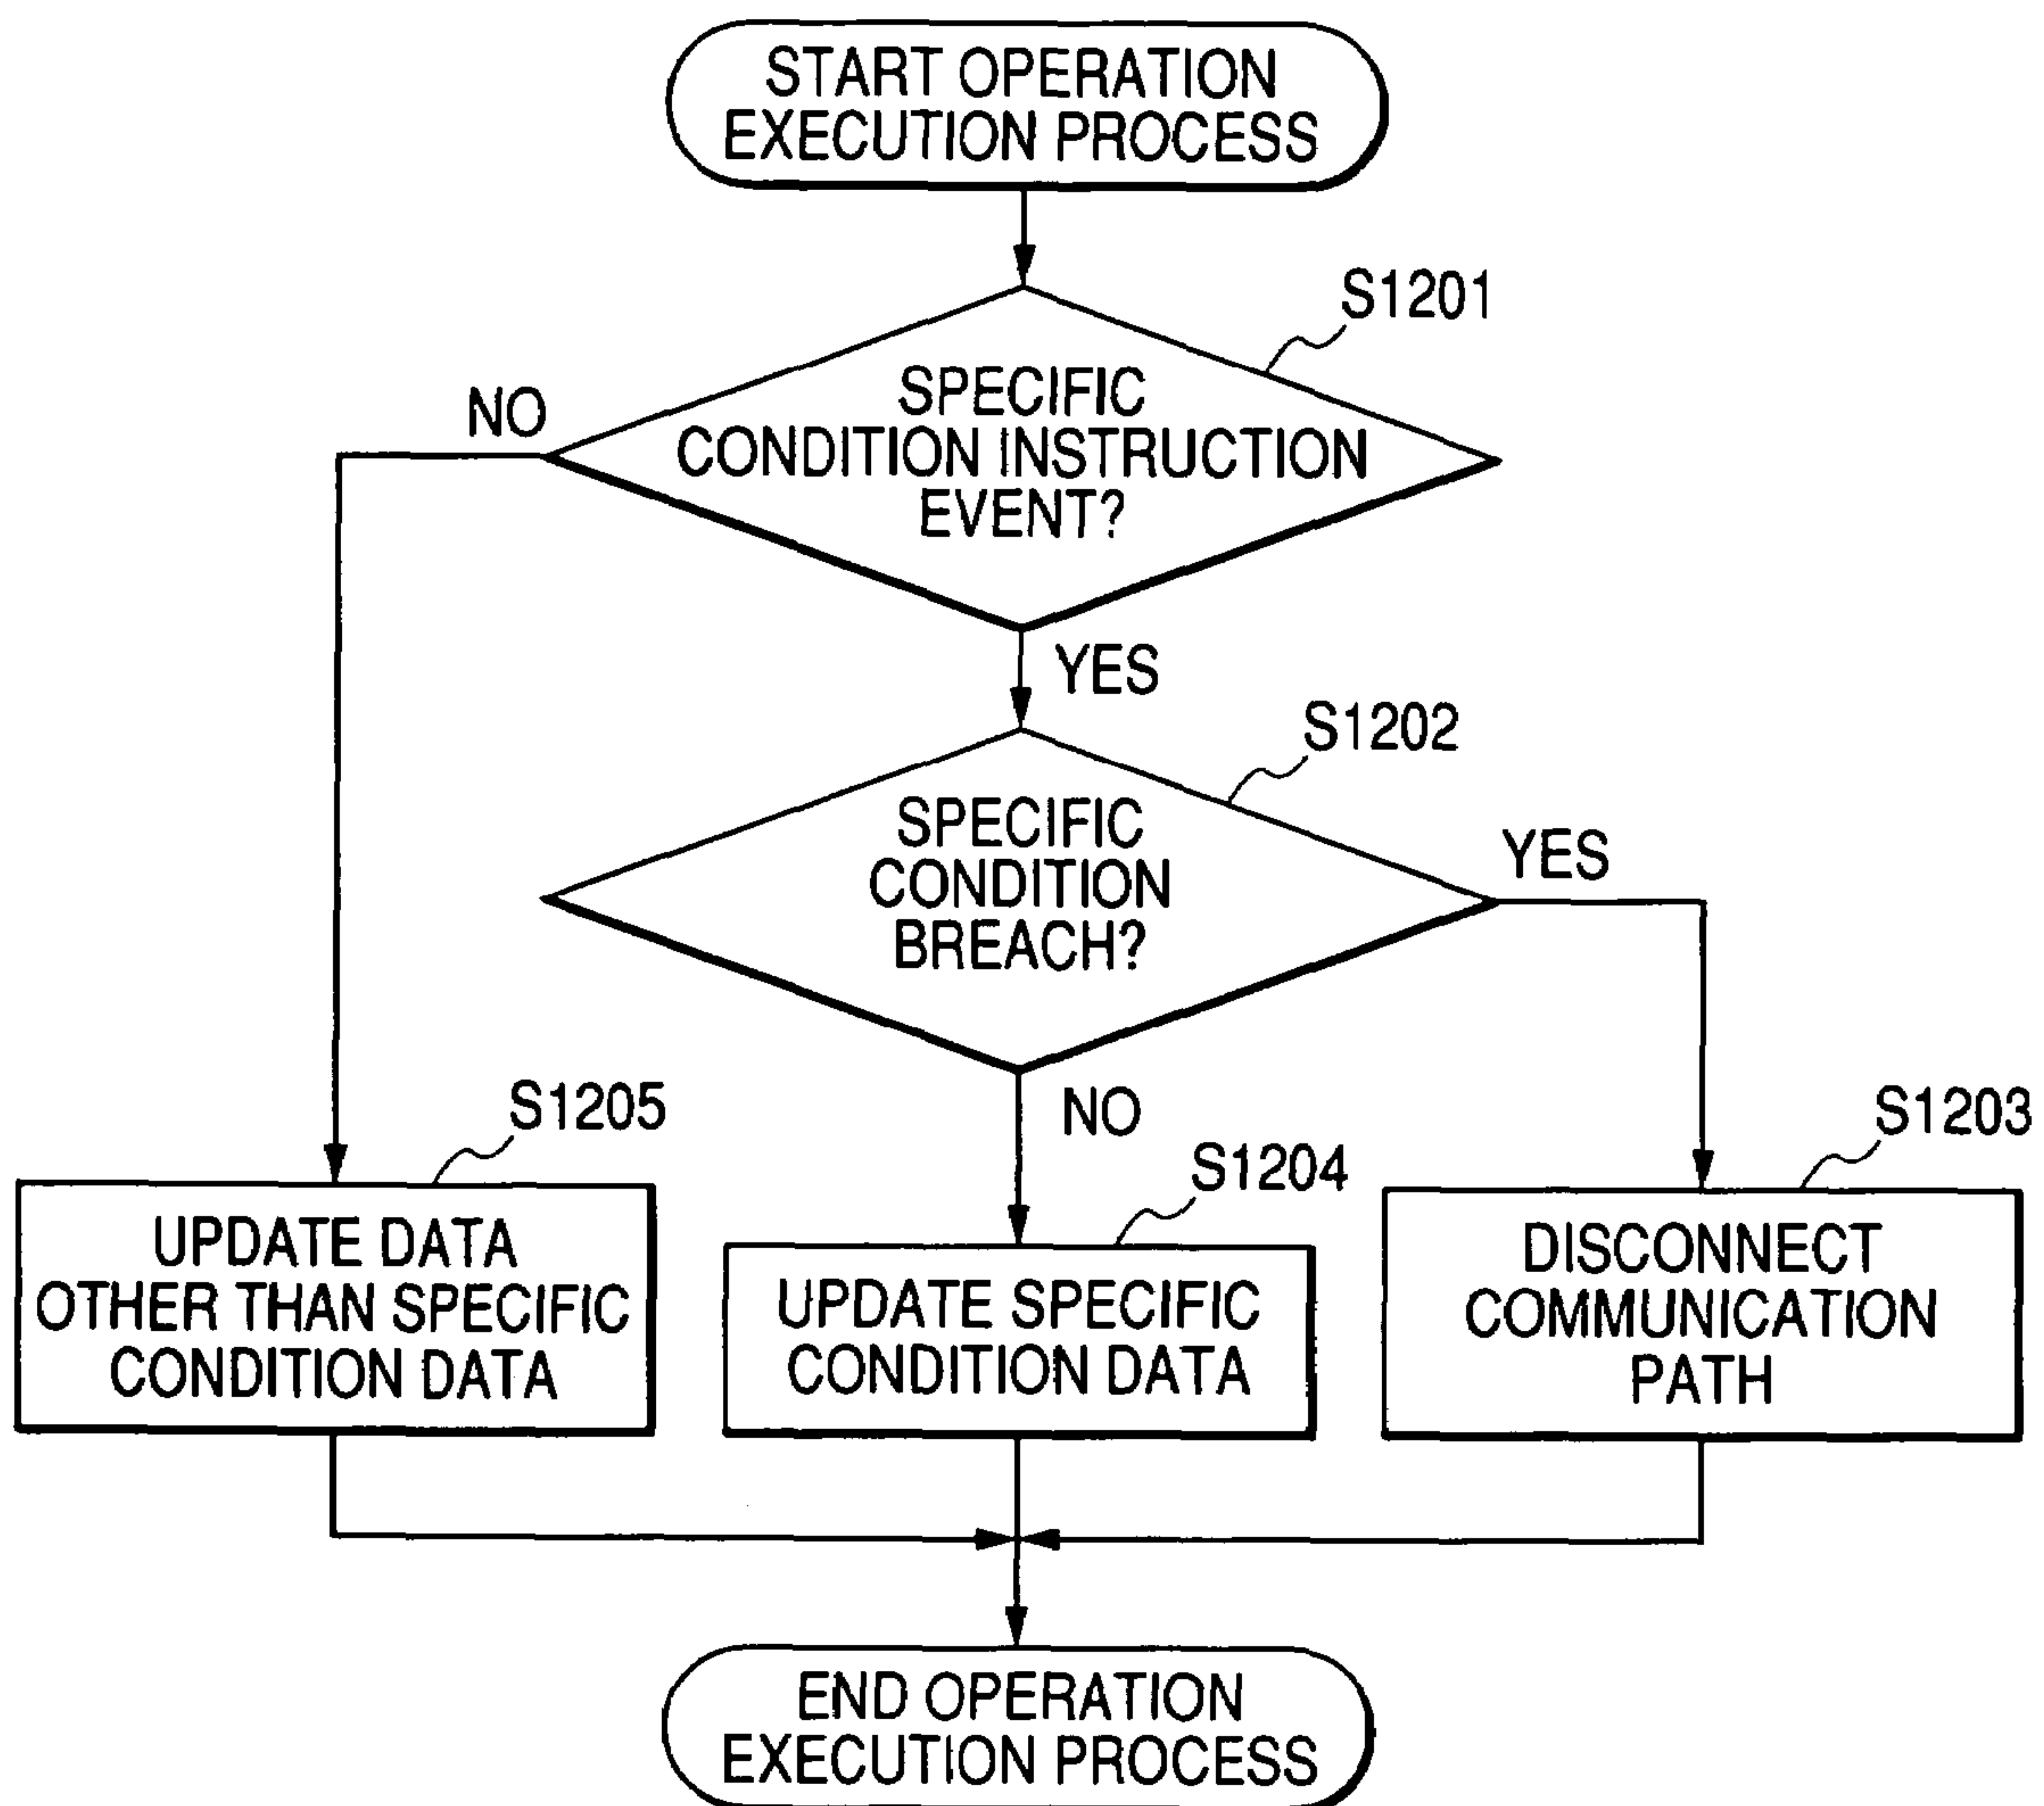 START OPERATION
EXECUTION PROCESS
S1201
NO
SPECIFIC
CONDITION INSTRUCTION
EVENT?
YES
S1202
SPECIFIC
CONDITION
BREACH?
YES
NO
S1205
S1204
S1203
UPDATE DATA
OTHER THAN SPECIFIC
CONDITION DATA
UPDATE SPECIFIC
CONDITION DATA
DISCONNECT
COMMUNICATION
PATH
END OPERATION
EXECUTION PROCESS